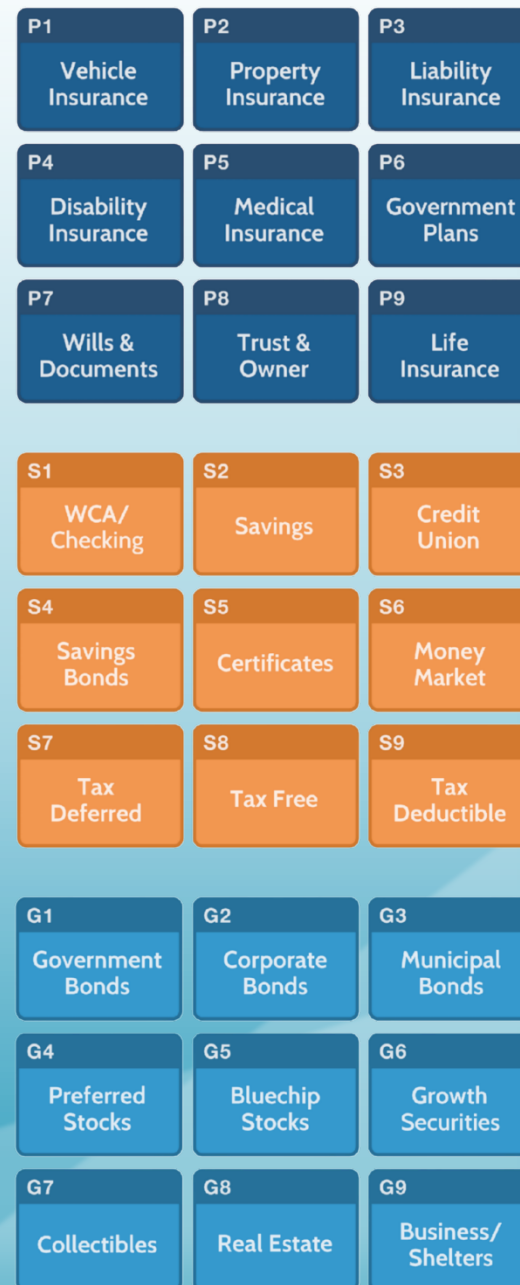 P1
Vehicle
Insurance
P2
Property
Insurance
P3
Liability
Insurance
P4
Disability
Insurance
P5
Medical
Insurance
P6
Government
Plans
P7
Wills &
Documents
P8
Trust &
Owner
P9
Life
Insurance
S1
WCA/
Checking
S2
Savings
S3
Credit
Union
S4
Savings
Bonds
S5
Certificates
S6
Money
Market
S7
Tax
Deferred
S8
Tax Free
S9
Tax
Deductible
G1
Government
Bonds
G2
Corporate
Bonds
G3
Municipal
Bonds
G4
Preferred
Stocks
G5
Bluechip
Stocks
G6
Growth
Securities
G7
Collectibles
G8
Real Estate
G9
Business/
Shelters